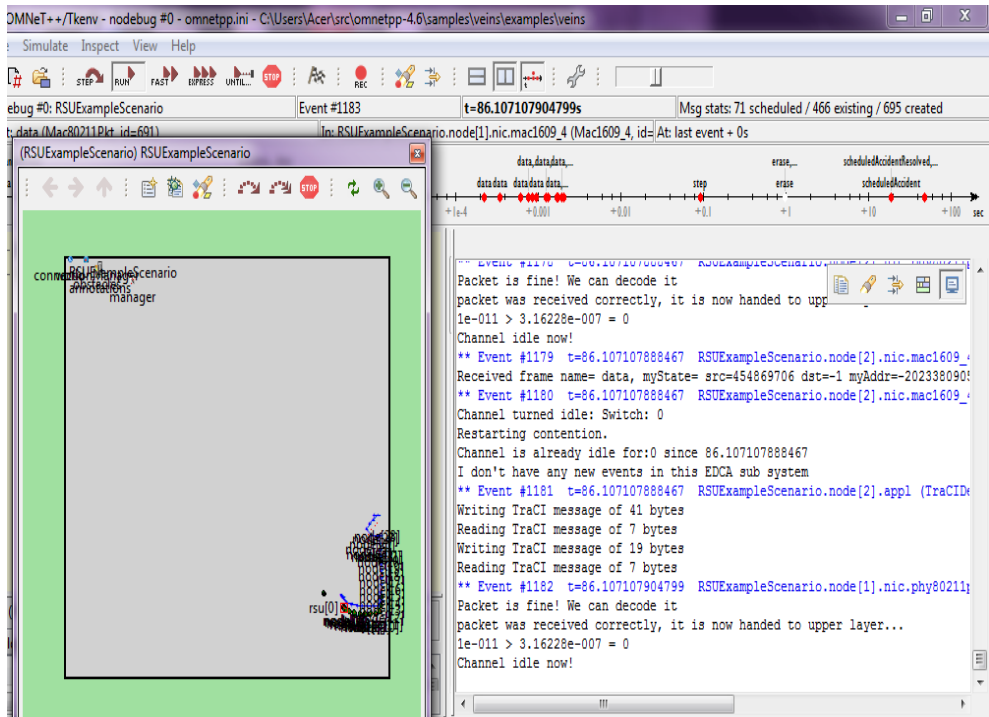 OMNeT++/Tkenv - nodebug #0 - omnetpp.ini - C:\Users\Acer\src\omnetpp-4.6\samples\veins\examples\veins
Simulate Inspect View Help
STEP RUN FAST EXPRESS UNTIL... STOP REC
ebug #0: RSUExampleScenario Event #1183 t=86.107107904799s Msg stats: 71 scheduled / 466 existing / 695 created
t: data (Mac80211Pkt, id=691) In: RSUExampleScenario.node[1].nic.mac1609_4 (Mac1609_4, id= At: last event + 0s
(RSUExampleScenario) RSUExampleScenario
data,data,data,... erase,... scheduledAccidentResolved,...
data data data data data,... step erase scheduledAccident
+1e-4 +0.001 +0.01 +0.1 +1 +10 +100 sec
STOP
RSUExampleScenario
annotations
manager
rsu[0]
Packet is fine! We can decode it
packet was received correctly, it is now handed to upp
1e-011 > 3.16228e-007 = 0
Channel idle now!
** Event #1179 t=86.107107888467 RSUExampleScenario.node[2].nic.mac1609_
Received frame name= data, myState= src=454869706 dst=-1 myAddr=-202338090
** Event #1180 t=86.107107888467 RSUExampleScenario.node[2].nic.mac1609_
Channel turned idle: Switch: 0
Restarting contention.
Channel is already idle for:0 since 86.107107888467
I don't have any new events in this EDCA sub system
** Event #1181 t=86.107107888467 RSUExampleScenario.node[2].appl (TraCIDe
Writing TraCI message of 41 bytes
Reading TraCI message of 7 bytes
Writing TraCI message of 19 bytes
Reading TraCI message of 7 bytes
** Event #1182 t=86.107107904799 RSUExampleScenario.node[1].nic.phy80211p
Packet is fine! We can decode it
packet was received correctly, it is now handed to upper layer...
1e-011 > 3.16228e-007 = 0
Channel idle now!